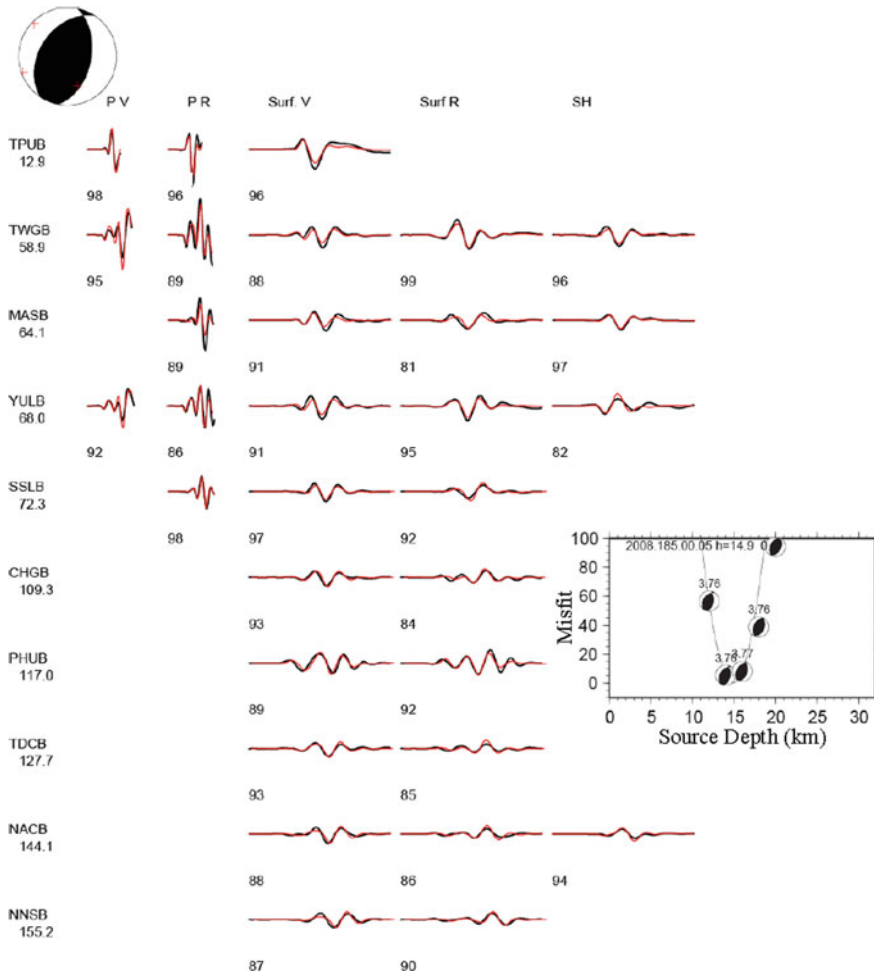 P V P R Surf. V Surf R SH
TPUB
12.9
98 96 96
TWGB
58.9
95 89 88 99 96
MASB
64.1
89 91 81 97
YULB
68.0
92 86 91 95 82
SSLB
72.3
98 97 92
CHGB
109.3
93 84
PHUB
117.0
89 92
TDCB
127.7
93 85
NACB
144.1
88 86 94
NNSB
155.2
87 90
2008.185.00.05 h=14.9
100
80
60
40
20
0
Misfit
3.76
3.76
3.77
0 5 10 15 20 25 30
Source Depth (km)